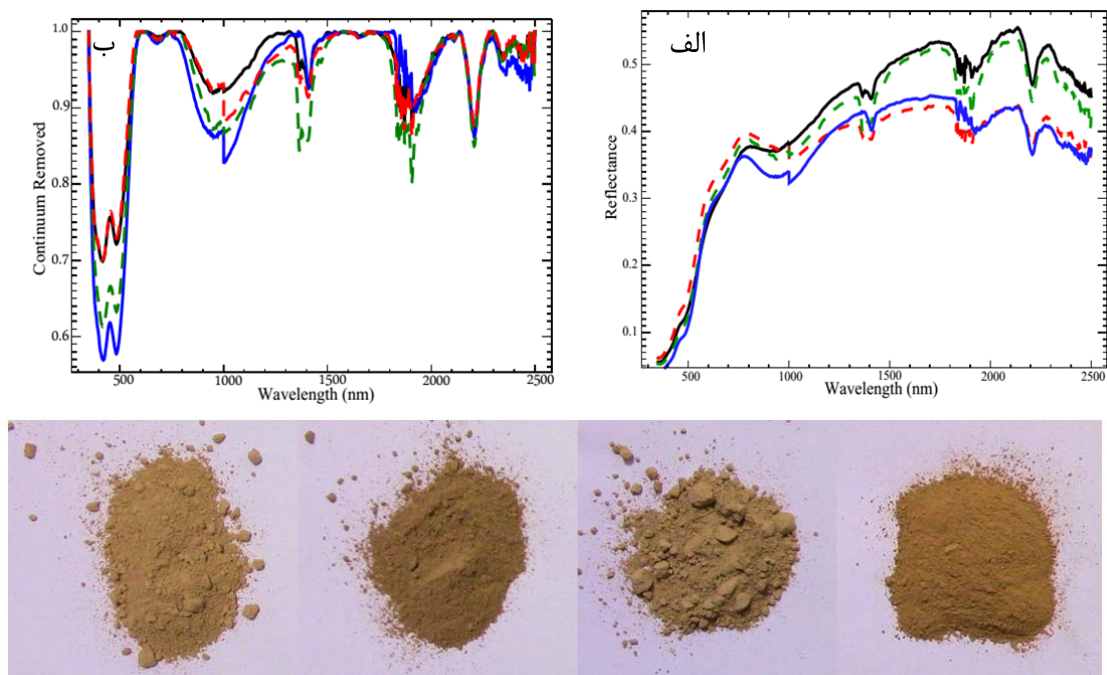 ب
1.0
0.9
0.8
0.7
0.6
Continuum Removed
500 1000 1500 2000 2500
Wavelength (nm)
الف
0.5
0.4
0.3
0.2
0.1
Reflectance
500 1000 1500 2000 2500
Wavelength (nm)